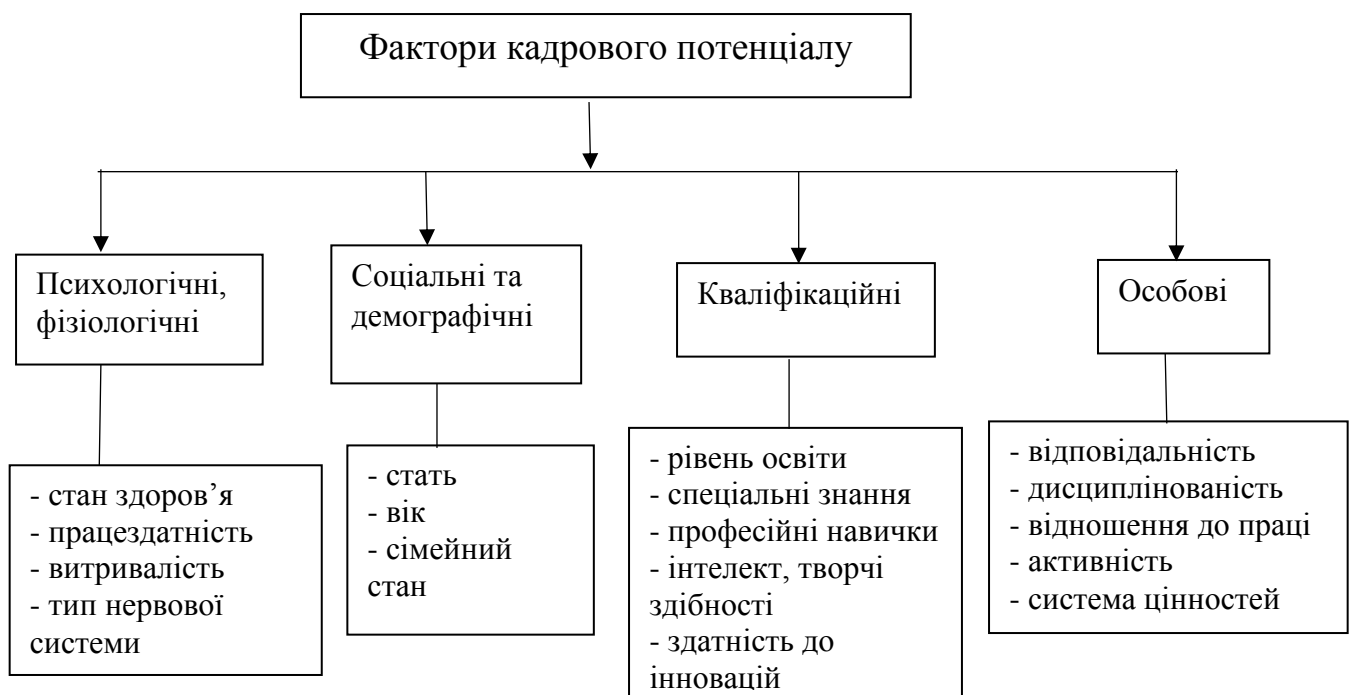 Фактори кадрового потенціалу
Психологічні,
фізіологічні
Соціальні та
демографічні
Кваліфікаційні
Особові
- стан здоров’я
- працездатність
- витривалість
- тип нервової
системи
- стать
- вік
- сімейний
стан
- рівень освіти
- спеціальні знання
- професійні навички
- інтелект, творчі
здібності
- здатність до
інновацій
- відповідальність
- дисциплінованість
- відношення до праці
- активність
- система цінностей